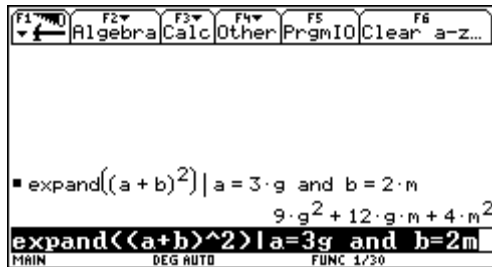 F1 F2 F3 F4 F5 F6
Algebra Calc Other PrgmIO Clear a-z…
▪ expand((a + b)²) | a = 3·g and b = 2·m
9·g² + 12·g·m + 4·m²
expand((a+b)^2)|a=3g and b=2m
MAIN DEG AUTO FUNC 1/30